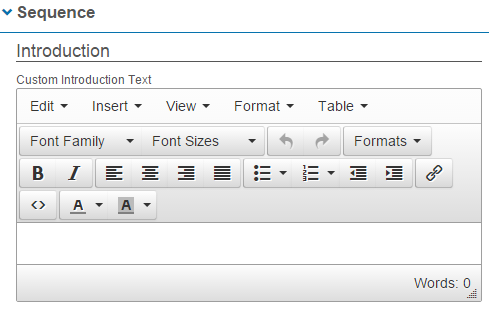 Sequence
Introduction
Custom Introduction Text
Edit Insert View Format Table
Font Family Font Sizes Formats
B I
<> A A
Words: 0